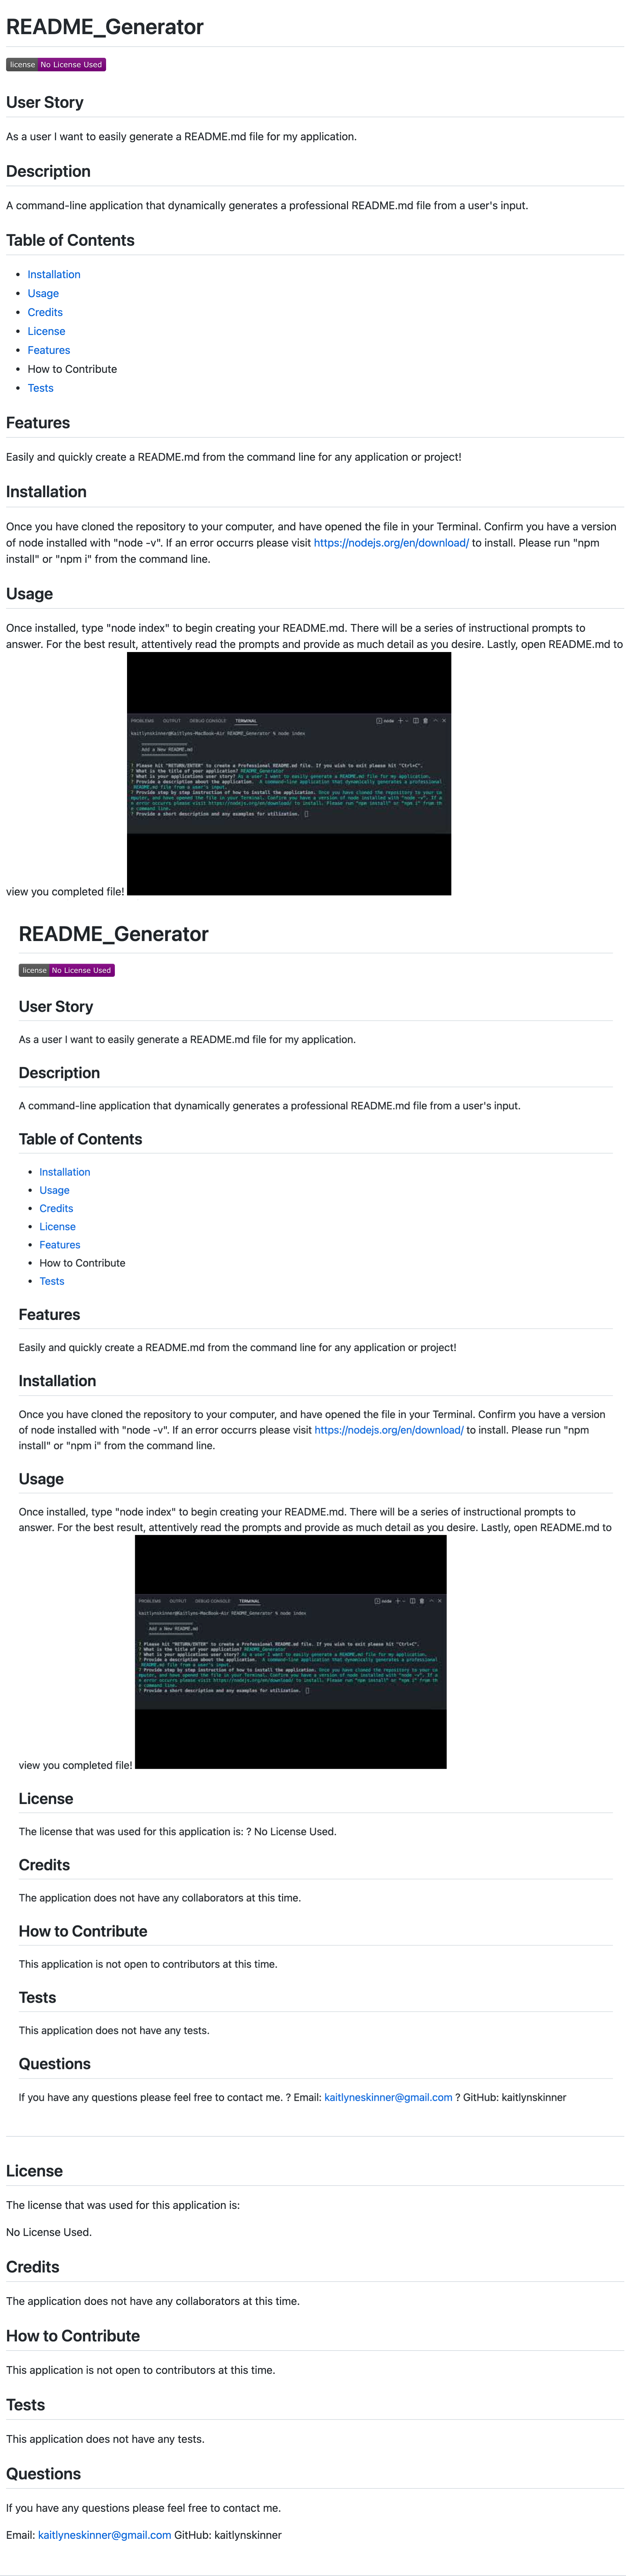 README_Generator
license No License Used
User Story
As a user I want to easily generate a README.md file for my application.
Description
A command-line application that dynamically generates a professional README.md file from a user's input.
Table of Contents
• Installation
• Usage
• Credits
• License
• Features
• How to Contribute
• Tests
Features
Easily and quickly create a README.md from the command line for any application or project!
Installation
Once you have cloned the repository to your computer, and have opened the file in your Terminal. Confirm you have a version
of node installed with "node -v". If an error occurrs please visit https://nodejs.org/en/download/ to install. Please run "npm
install" or "npm i" from the command line.
Usage
Once installed, type "node index" to begin creating your README.md. There will be a series of instructional prompts to
answer. For the best result, attentively read the prompts and provide as much detail as you desire. Lastly, open README.md to
PROBLEMS OUTPUT DEBUG CONSOLE TERMINAL node
kaitlynskinner@Kaitlyns-MacBook-Air README_Generator % node index
Add a New README.md
? Please hit "RETURN/ENTER" to create a Professional README.md file. If you wish to exit please hit "Ctrl+C".
? What is the title of your application? README_Generator
? What is your applications user story? As a user I want to easily generate a README.md file for my application.
? Provide a description about the application. A command-line application that dynamically generates a professional
README.md file from a user's input.
? Provide step by step instruction of how to install the application. Once you have cloned the repository to your co
mputer, and have opened the file in your Terminal. Confirm you have a version of node installed with "node -v". If an
error occurrs please visit https://nodejs.org/en/download/ to install. Please run "npm install" or "npm i" from th
e command line.
? Provide a short description and any examples for utilization.
view you completed file!
README_Generator
license No License Used
User Story
As a user I want to easily generate a README.md file for my application.
Description
A command-line application that dynamically generates a professional README.md file from a user's input.
Table of Contents
• Installation
• Usage
• Credits
• License
• Features
• How to Contribute
• Tests
Features
Easily and quickly create a README.md from the command line for any application or project!
Installation
Once you have cloned the repository to your computer, and have opened the file in your Terminal. Confirm you have a version
of node installed with "node -v". If an error occurrs please visit https://nodejs.org/en/download/ to install. Please run "npm
install" or "npm i" from the command line.
Usage
Once installed, type "node index" to begin creating your README.md. There will be a series of instructional prompts to
answer. For the best result, attentively read the prompts and provide as much detail as you desire. Lastly, open README.md to
PROBLEMS OUTPUT DEBUG CONSOLE TERMINAL node
kaitlynskinner@Kaitlyns-MacBook-Air README_Generator % node index
Add a New README.md
? Please hit "RETURN/ENTER" to create a Professional README.md file. If you wish to exit please hit "Ctrl+C".
? What is the title of your application? README_Generator
? What is your applications user story? As a user I want to easily generate a README.md file for my application.
? Provide a description about the application. A command-line application that dynamically generates a professional
README.md file from a user's input.
? Provide step by step instruction of how to install the application. Once you have cloned the repository to your co
mputer, and have opened the file in your Terminal. Confirm you have a version of node installed with "node -v". If an
error occurrs please visit https://nodejs.org/en/download/ to install. Please run "npm install" or "npm i" from th
e command line.
? Provide a short description and any examples for utilization.
view you completed file!
License
The license that was used for this application is: ? No License Used.
Credits
The application does not have any collaborators at this time.
How to Contribute
This application is not open to contributors at this time.
Tests
This application does not have any tests.
Questions
If you have any questions please feel free to contact me. ? Email: kaitlyneskinner@gmail.com ? GitHub: kaitlynskinner
License
The license that was used for this application is:
No License Used.
Credits
The application does not have any collaborators at this time.
How to Contribute
This application is not open to contributors at this time.
Tests
This application does not have any tests.
Questions
If you have any questions please feel free to contact me.
Email: kaitlyneskinner@gmail.com GitHub: kaitlynskinner